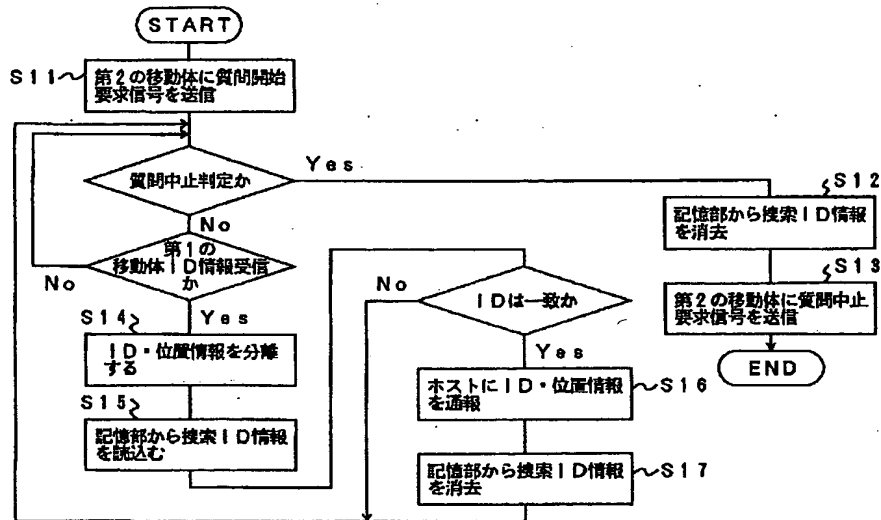 START
S11
第2の移動体に質問開始
要求信号を送信
質問中止判定か
Yes
No
S12
記憶部から捜索ID情報
を消去
S13
第2の移動体に質問中止
要求信号を送信
END
第1の
移動体ID情報受信
か
No
Yes
S14
ID・位置情報を分離
する
S15
記憶部から捜索ID情報
を読込む
IDは一致か
No
Yes
ホストにID・位置情報
を通報
S16
記憶部から捜索ID情報
を消去
S17